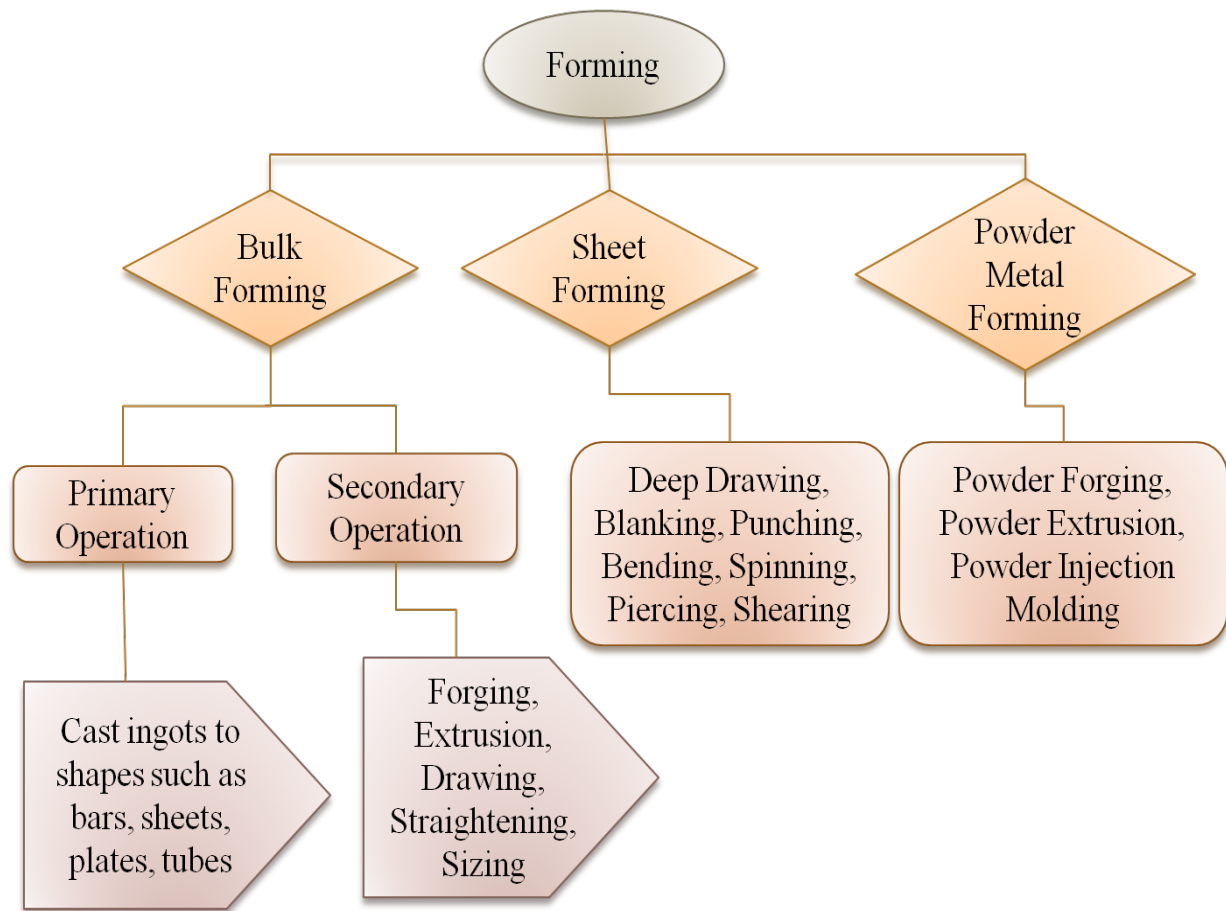 Forming
Bulk
Forming
Sheet
Forming
Powder
Metal
Forming
Primary
Operation
Secondary
Operation
Deep Drawing,
Blanking, Punching,
Bending, Spinning,
Piercing, Shearing
Powder Forging,
Powder Extrusion,
Powder Injection
Molding
Cast ingots to
shapes such as
bars, sheets,
plates, tubes
Forging,
Extrusion,
Drawing,
Straightening,
Sizing